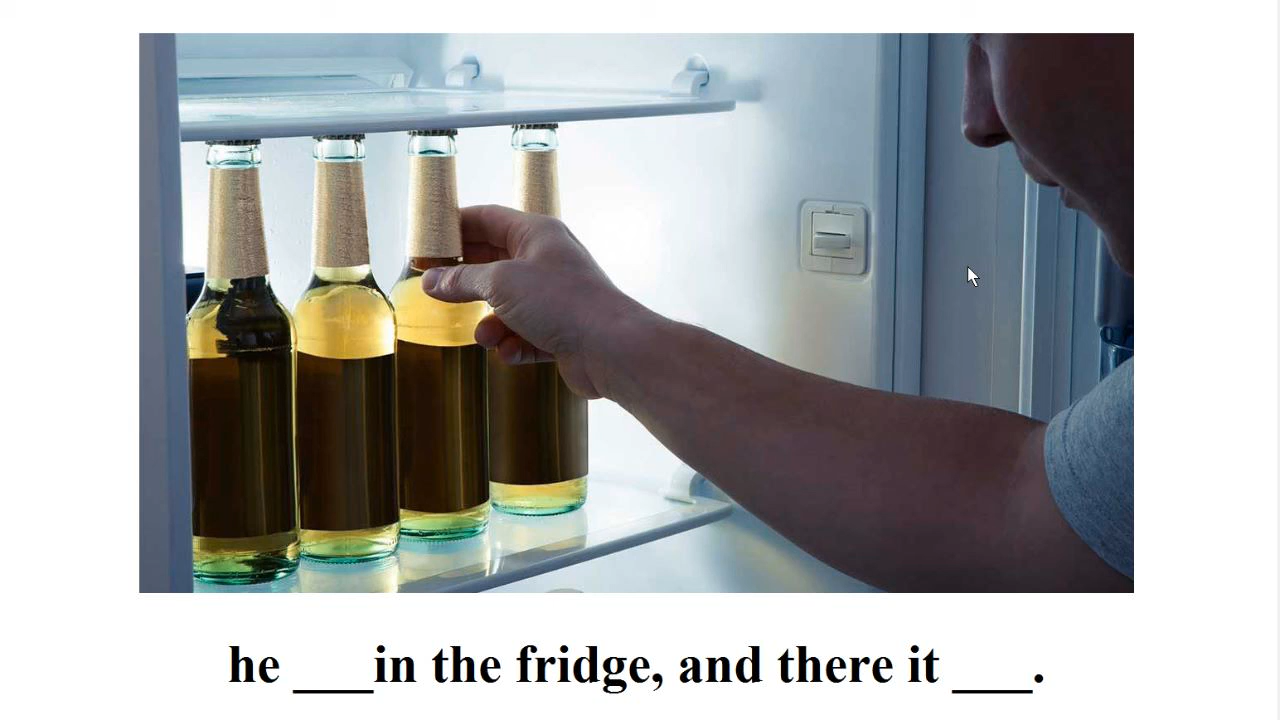 he ___in the fridge, and there it ___.